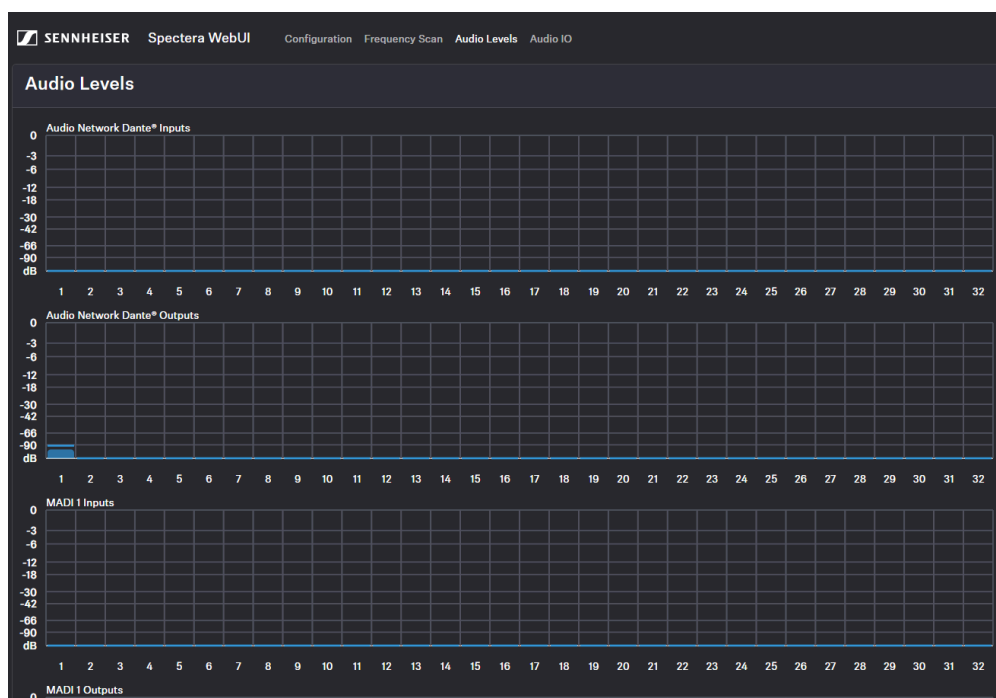 SENNHEISER Spectera WebUI Configuration Frequency Scan Audio Levels Audio IO
Audio Levels
Audio Network Dante® Inputs
0
-3
-6
-12
-18
-30
-42
-66
-90
dB
1 2 3 4 5 6 7 8 9 10 11 12 13 14 15 16 17 18 19 20 21 22 23 24 25 26 27 28 29 30 31 32
Audio Network Dante® Outputs
0
-3
-6
-12
-18
-30
-42
-66
-90
dB
1 2 3 4 5 6 7 8 9 10 11 12 13 14 15 16 17 18 19 20 21 22 23 24 25 26 27 28 29 30 31 32
MADI 1 Inputs
0
-3
-6
-12
-18
-30
-42
-66
-90
dB
1 2 3 4 5 6 7 8 9 10 11 12 13 14 15 16 17 18 19 20 21 22 23 24 25 26 27 28 29 30 31 32
MADI 1 Outputs
0